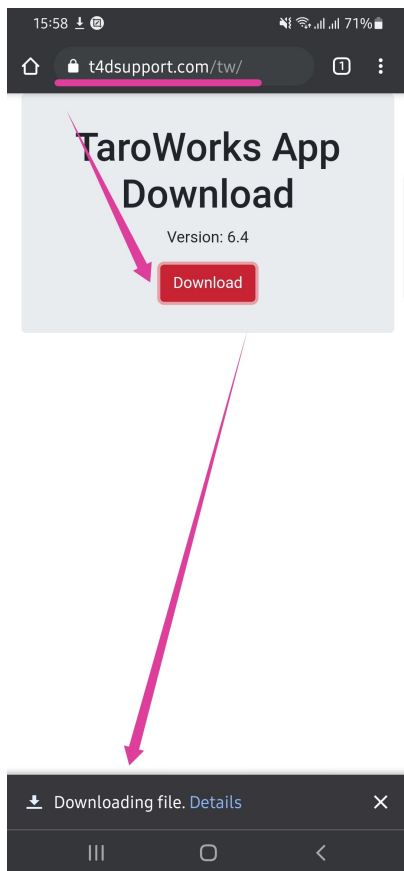 15:58 71%
t4dsupport.com/tw/ 1
TaroWorks App
Download
Version: 6.4
Download
Downloading file. Details